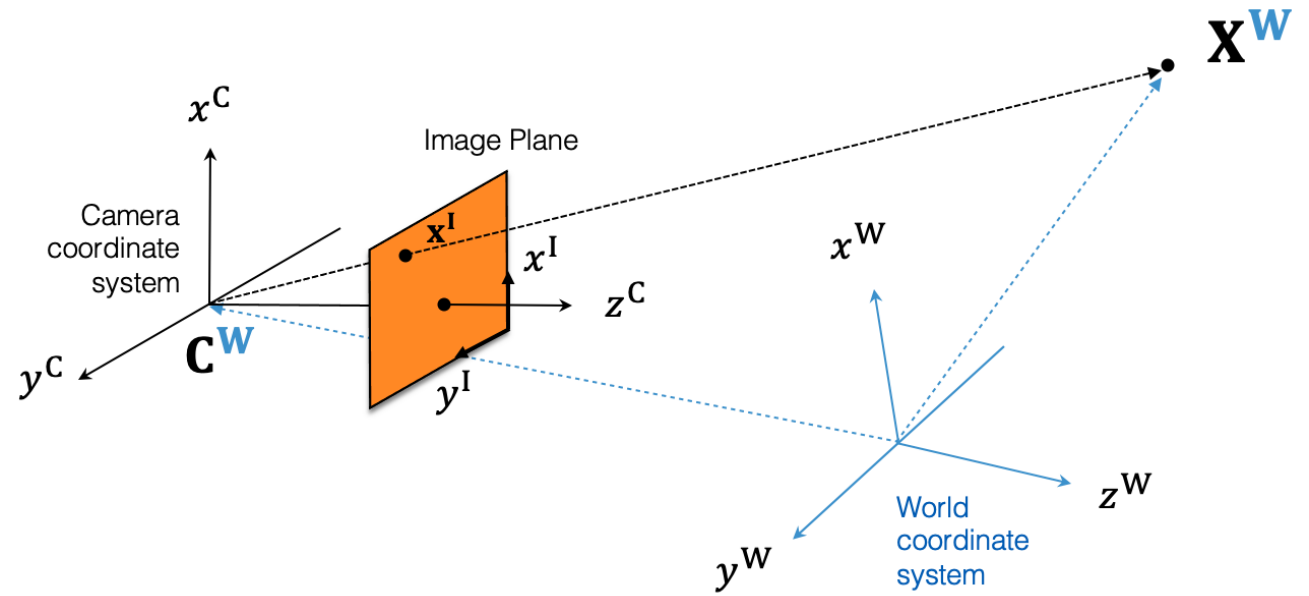 X^W
x^C
Image Plane
Camera
coordinate
system
x^I
x^I
x^W
z^C
C^W
y^C
y^I
z^W
World
coordinate
system
y^W